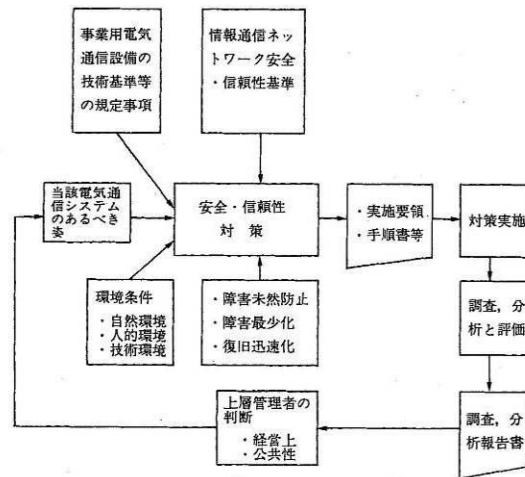 事業用電気
通信設備の
技術基準等
の規定事項
情報通信ネッ
トワーク安全
・信頼性基準
当該電気通
信システム
のあるべき
姿
安全・信頼性
対　策
・実施要領
・手順書等
対策実施
環境条件
・自然環境
・人的環境
・技術環境
・障害未然防止
・障害最少化
・復旧迅速化
調査，分
析と評価
上層管理者の
判断
・経営上
・公共性
調査，分
析報告書